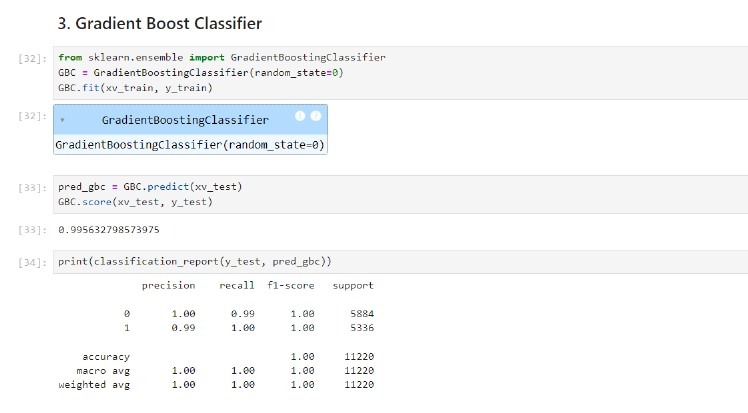 3. Gradient Boost Classifier
[32]: from sklearn.ensemble import GradientBoostingClassifier
GBC = GradientBoostingClassifier(random_state=0)
GBC.fit(xv_train, y_train)
[32]: ▾ GradientBoostingClassifier i ?
GradientBoostingClassifier(random_state=0)
[33]: pred_gbc = GBC.predict(xv_test)
GBC.score(xv_test, y_test)
[33]: 0.995632798573975
[34]: print(classification_report(y_test, pred_gbc))
precision recall f1-score support
0 1.00 0.99 1.00 5884
1 0.99 1.00 1.00 5336
accuracy 1.00 11220
macro avg 1.00 1.00 1.00 11220
weighted avg 1.00 1.00 1.00 11220